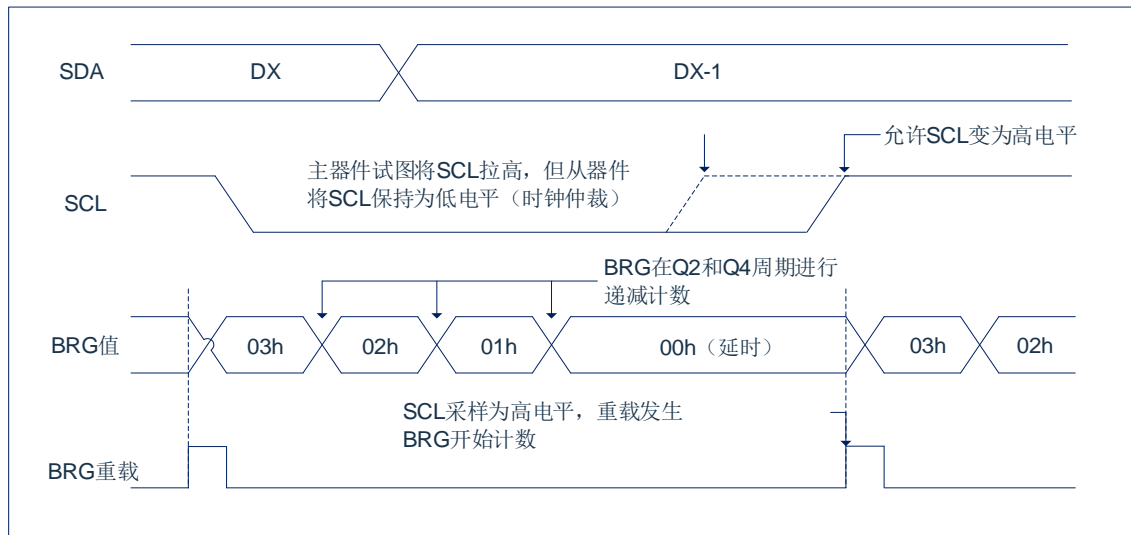 SDA
DX
DX-1
允许SCL变为高电平
主器件试图将SCL拉高，但从器件
将SCL保持为低电平（时钟仲裁）
SCL
BRG在Q2和Q4周期进行
递减计数
BRG值
03h
02h
01h
00h（延时）
03h
02h
SCL采样为高电平，重载发生
BRG开始计数
BRG重载